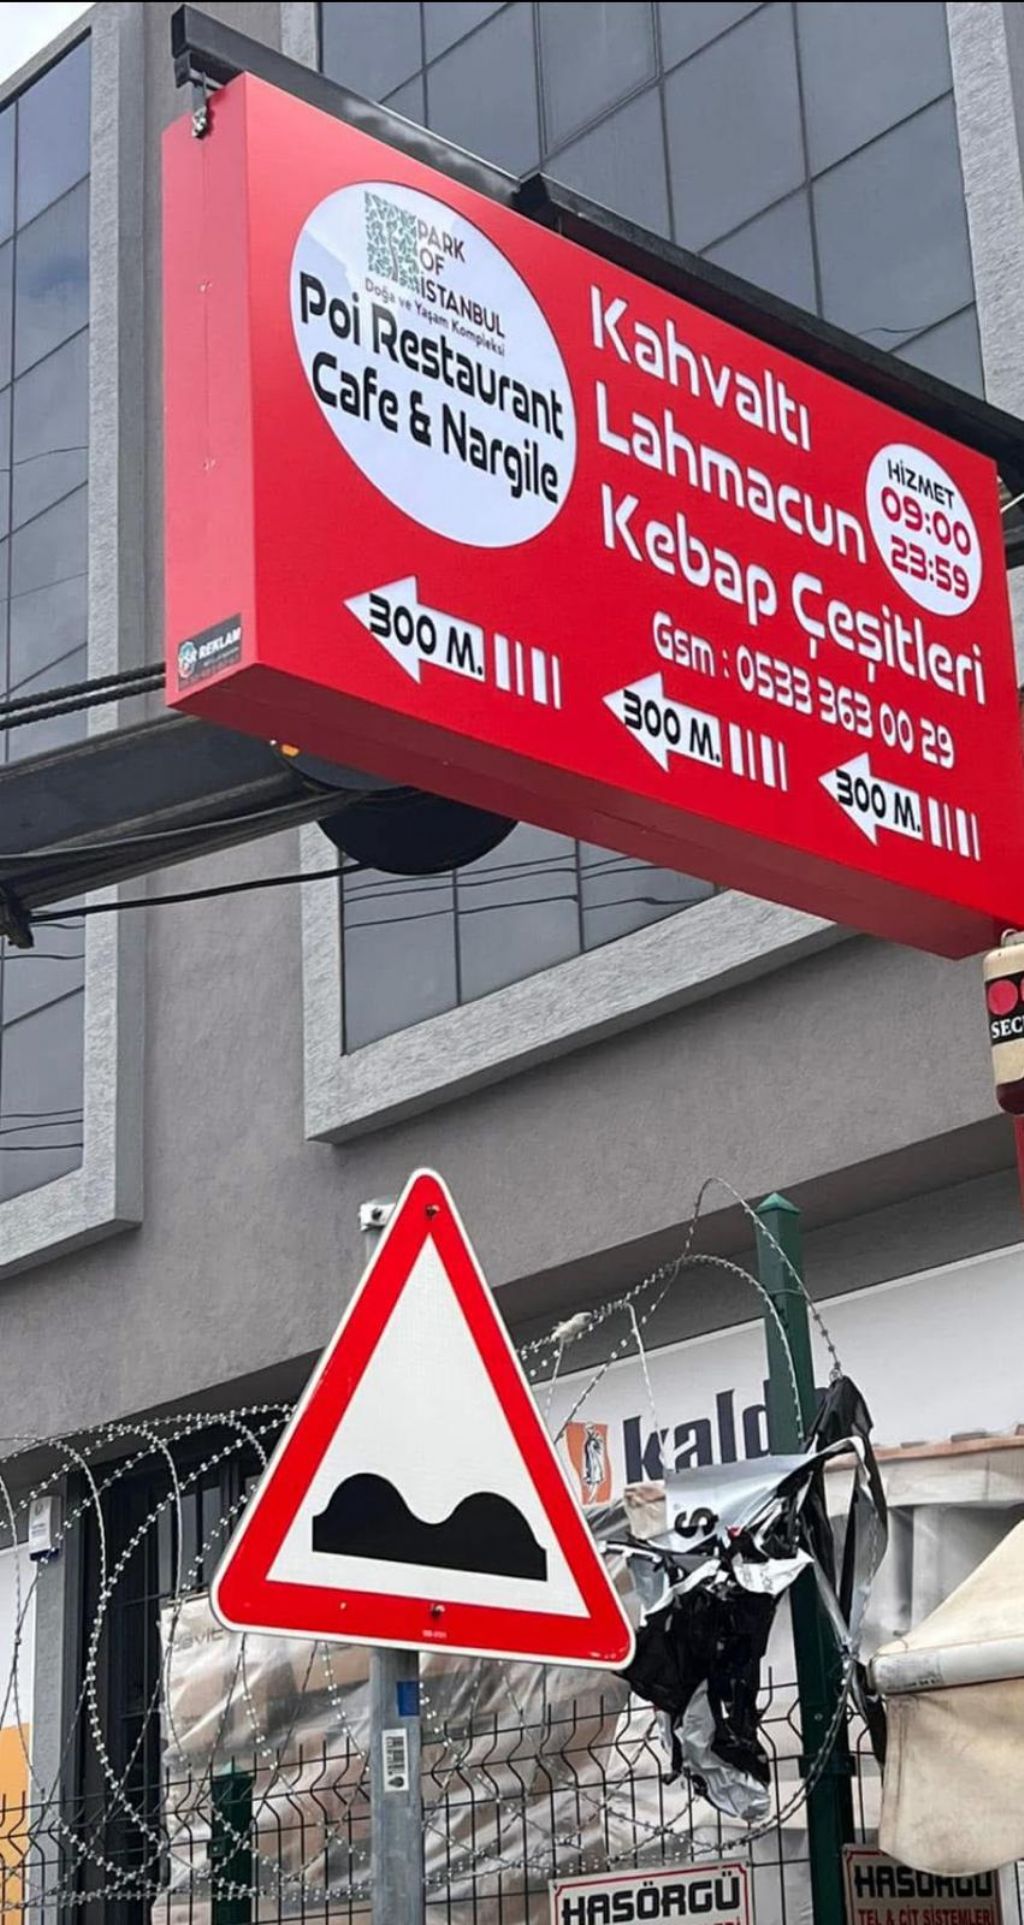 PARK
OF
İSTANBUL
Doğa ve Yaşam Kompleksi
Poi Restaurant
Cafe & Nargile
Kahvaltı
Lahmacun
Kebap Çeşitleri
HİZMET
09:00
23:59
Gsm : 0533 363 00 29
300 M.
300 M.
300 M.
REKLAM
SEC
kald
S
HASÖRGÜ
HASÖRGÜ
TEL & ÇİT SİSTEMLERİ